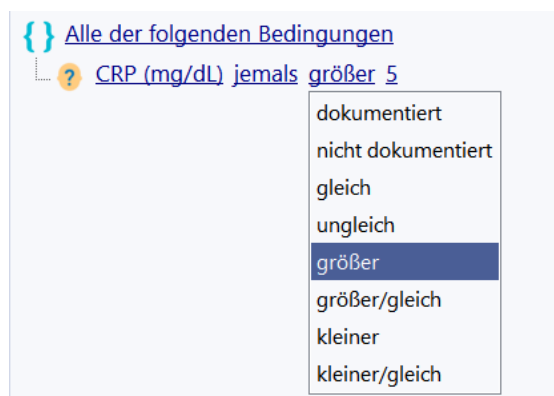 { } Alle der folgenden Bedingungen
? CRP (mg/dL) jemals größer 5
dokumentiert
nicht dokumentiert
gleich
ungleich
größer
größer/gleich
kleiner
kleiner/gleich